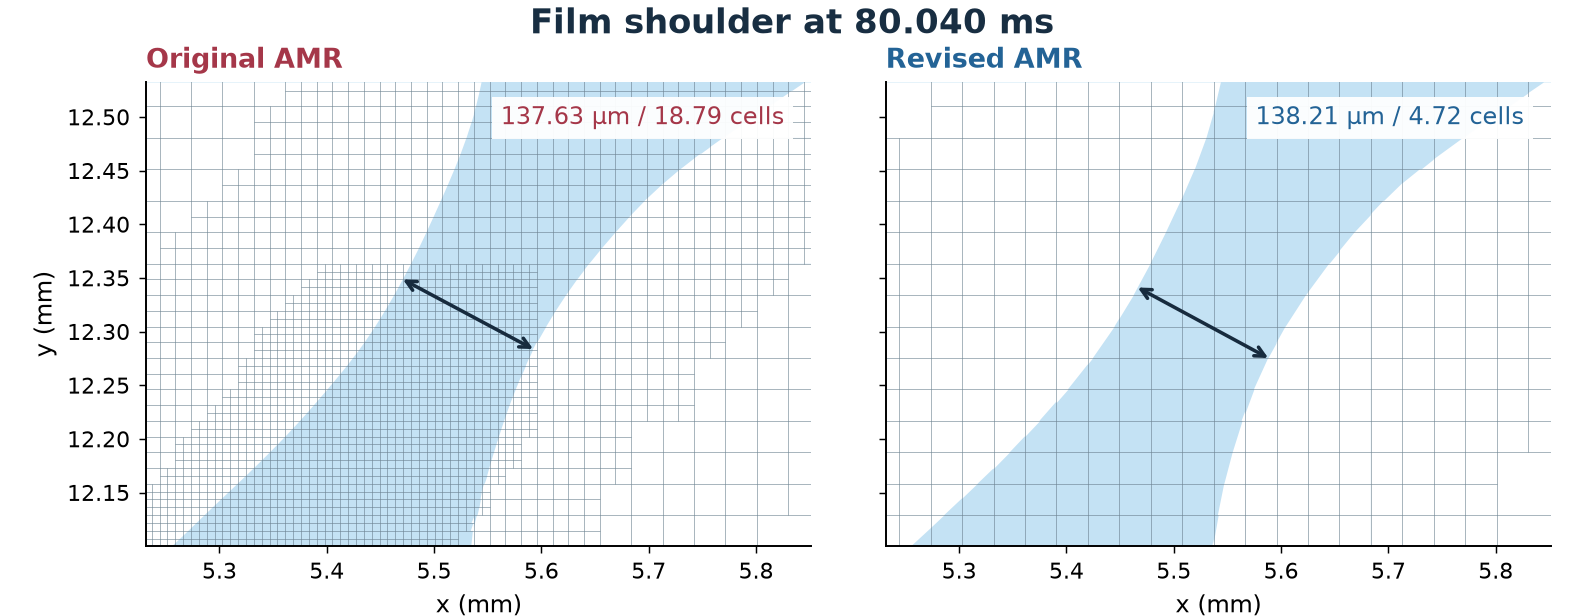 Film shoulder at 80.040 ms
Original AMR
137.63 µm / 18.79 cells
y (mm)
12.50
12.45
12.40
12.35
12.30
12.25
12.20
12.15
5.3 5.4 5.5 5.6 5.7 5.8
x (mm)
Revised AMR
138.21 µm / 4.72 cells
5.3 5.4 5.5 5.6 5.7 5.8
x (mm)